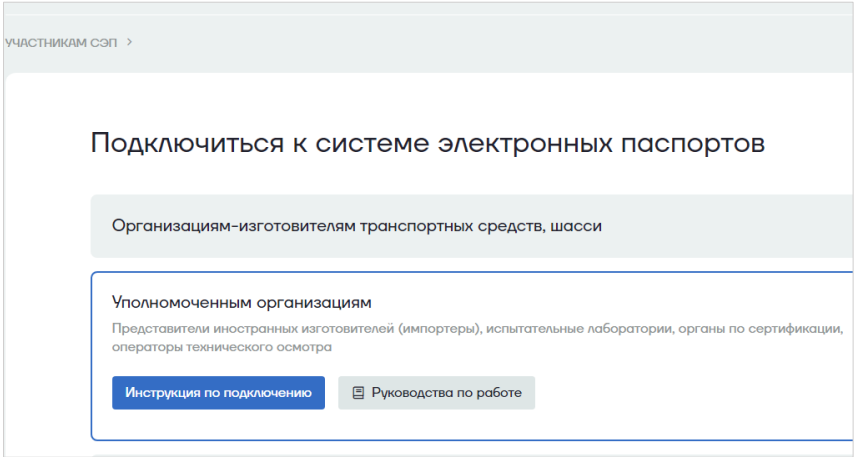 УЧАСТНИКАМ СЭП >
Подключиться к системе электронных паспортов
Организациям-изготовителям транспортных средств, шасси
Уполномоченным организациям
Представители иностранных изготовителей (импортеры), испытательные лаборатории, органы по сертификации,
операторы технического осмотра
Инструкция по подключению
Руководства по работе